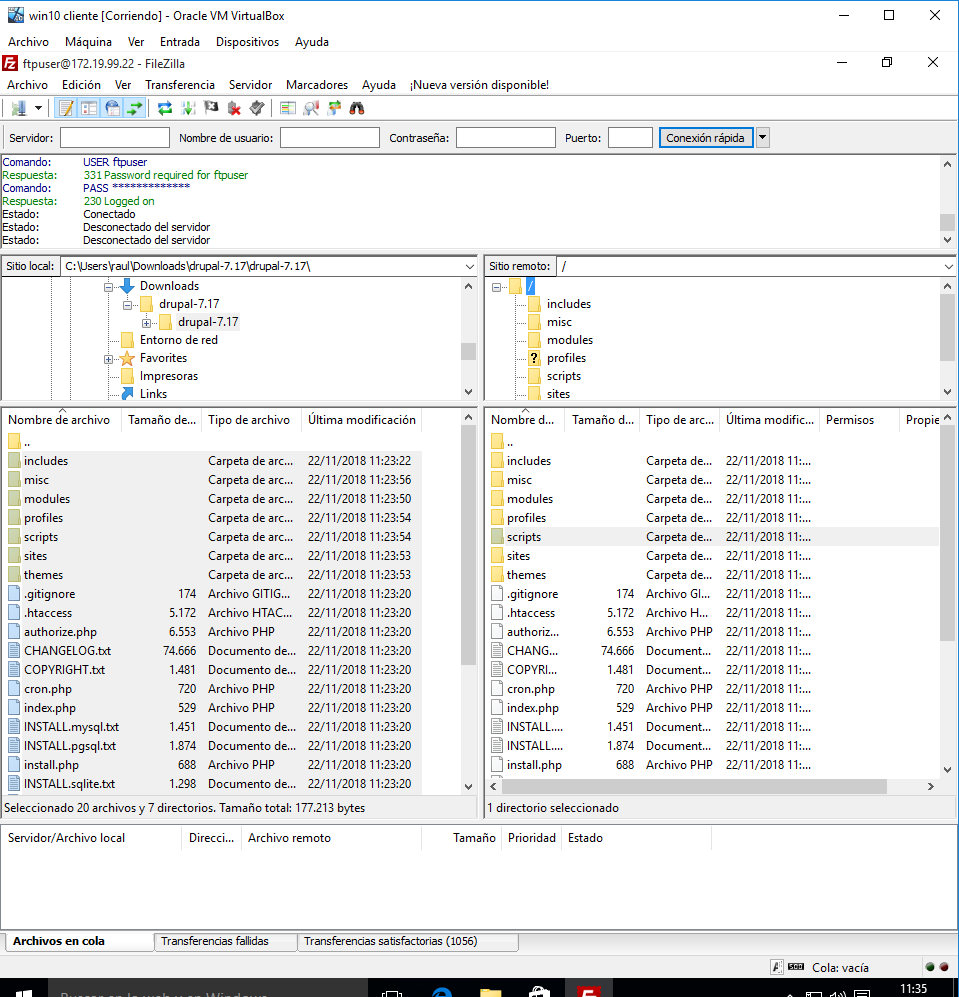 win10 cliente [Corriendo] - Oracle VM VirtualBox
Archivo Máquina Ver Entrada Dispositivos Ayuda
ftpuser@172.19.99.22 - FileZilla
Archivo Edición Ver Transferencia Servidor Marcadores Ayuda ¡Nueva versión disponible!
Servidor: Nombre de usuario: Contraseña: Puerto: Conexión rápida
Comando: USER ftpuser
Respuesta: 331 Password required for ftpuser
Comando: PASS *************
Respuesta: 230 Logged on
Estado: Conectado
Estado: Desconectado del servidor
Estado: Desconectado del servidor
Sitio local: C:\Users\raul\Downloads\drupal-7.17\drupal-7.17\
Downloads
drupal-7.17
drupal-7.17
Entorno de red
Favorites
Impresoras
Links
Sitio remoto: /
/
includes
misc
modules
? profiles
scripts
sites
Nombre de archivo Tamaño de... Tipo de archivo Última modificación
..
includes Carpeta de arc... 22/11/2018 11:23:22
misc Carpeta de arc... 22/11/2018 11:23:56
modules Carpeta de arc... 22/11/2018 11:23:50
profiles Carpeta de arc... 22/11/2018 11:23:54
scripts Carpeta de arc... 22/11/2018 11:23:54
sites Carpeta de arc... 22/11/2018 11:23:53
themes Carpeta de arc... 22/11/2018 11:23:53
.gitignore 174 Archivo GITIG... 22/11/2018 11:23:20
.htaccess 5.172 Archivo HTAC... 22/11/2018 11:23:20
authorize.php 6.553 Archivo PHP 22/11/2018 11:23:20
CHANGELOG.txt 74.666 Documento de... 22/11/2018 11:23:20
COPYRIGHT.txt 1.481 Documento de... 22/11/2018 11:23:20
cron.php 720 Archivo PHP 22/11/2018 11:23:20
index.php 529 Archivo PHP 22/11/2018 11:23:20
INSTALL.mysql.txt 1.451 Documento de... 22/11/2018 11:23:20
INSTALL.pgsql.txt 1.874 Documento de... 22/11/2018 11:23:20
install.php 688 Archivo PHP 22/11/2018 11:23:20
INSTALL.sqlite.txt 1.298 Documento de... 22/11/2018 11:23:20
Seleccionado 20 archivos y 7 directorios. Tamaño total: 177.213 bytes
Nombre d... Tamaño d... Tipo de arc... Última modific... Permisos Propie
..
includes Carpeta de... 22/11/2018 11:...
misc Carpeta de... 22/11/2018 11:...
modules Carpeta de... 22/11/2018 11:...
profiles Carpeta de... 22/11/2018 11:...
scripts Carpeta de... 22/11/2018 11:...
sites Carpeta de... 22/11/2018 11:...
themes Carpeta de... 22/11/2018 11:...
.gitignore 174 Archivo GI... 22/11/2018 11:...
.htaccess 5.172 Archivo H... 22/11/2018 11:...
authoriz... 6.553 Archivo PHP 22/11/2018 11:...
CHANG... 74.666 Document... 22/11/2018 11:...
COPYRI... 1.481 Document... 22/11/2018 11:...
cron.php 720 Archivo PHP 22/11/2018 11:...
index.php 529 Archivo PHP 22/11/2018 11:...
INSTALL.... 1.451 Document... 22/11/2018 11:...
INSTALL.... 1.874 Document... 22/11/2018 11:...
install.php 688 Archivo PHP 22/11/2018 11:...
1 directorio seleccionado
Servidor/Archivo local Direcci... Archivo remoto Tamaño Prioridad Estado
Archivos en cola Transferencias fallidas Transferencias satisfactorias (1056)
Cola: vacía
Buscar en la web y en Windows
11:35